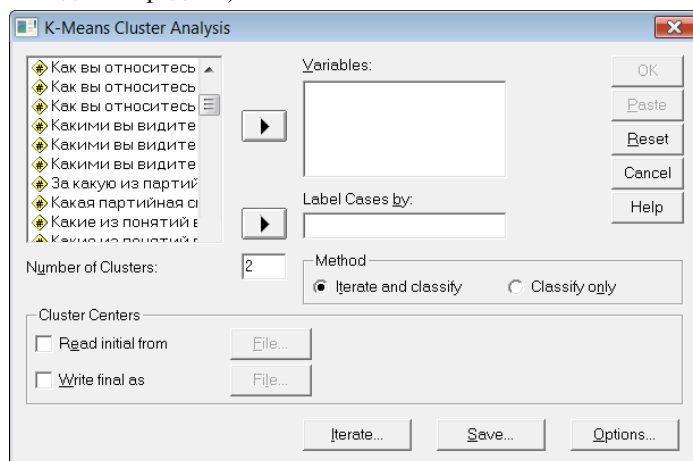 K-Means Cluster Analysis
Как вы относитесь
Как вы относитесь
Как вы относитесь
Какими вы видите
Какими вы видите
Какими вы видите
За какую из партий
Какая партийная
Какие из понятий
Variables:
Label Cases by:
OK
Paste
Reset
Cancel
Help
Number of Clusters:
2
Method
Iterate and classify
Classify only
Cluster Centers
Read initial from
File...
Write final as
File...
Iterate...
Save...
Options...